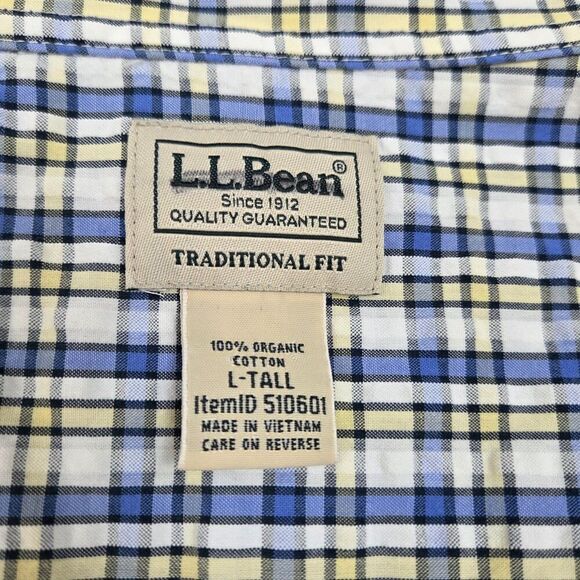 L.L.Bean®
Since 1912
QUALITY GUARANTEED
TRADITIONAL FIT
100% ORGANIC
COTTON
L-TALL
ItemID 510601
MADE IN VIETNAM
CARE ON REVERSE